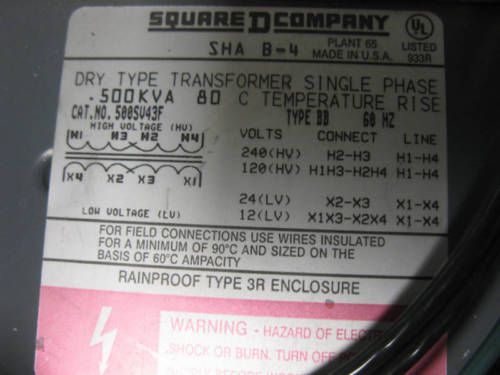 SQUARE D COMPANY
SHA B-4
PLANT 65
MADE IN U.S.A.
UL
LISTED
933R
DRY TYPE TRANSFORMER SINGLE PHASE
.500KVA 80 C TEMPERATURE RISE
CAT.NO. 500SV43F TYPE BB 60 HZ
HIGH VOLTAGE (HV)
H1 H3 H2 H4
X4 X2 X3 X1
LOW VOLTAGE (LV)
VOLTS CONNECT LINE
240(HV) H2-H3 H1-H4
120(HV) H1H3-H2H4 H1-H4
24(LV) X2-X3 X1-X4
12(LV) X1X3-X2X4 X1-X4
FOR FIELD CONNECTIONS USE WIRES INSULATED
FOR A MINIMUM OF 90°C AND SIZED ON THE
BASIS OF 60°C AMPACITY
RAINPROOF TYPE 3R ENCLOSURE
WARNING - HAZARD OF ELECT
SHOCK OR BURN. TURN OFF